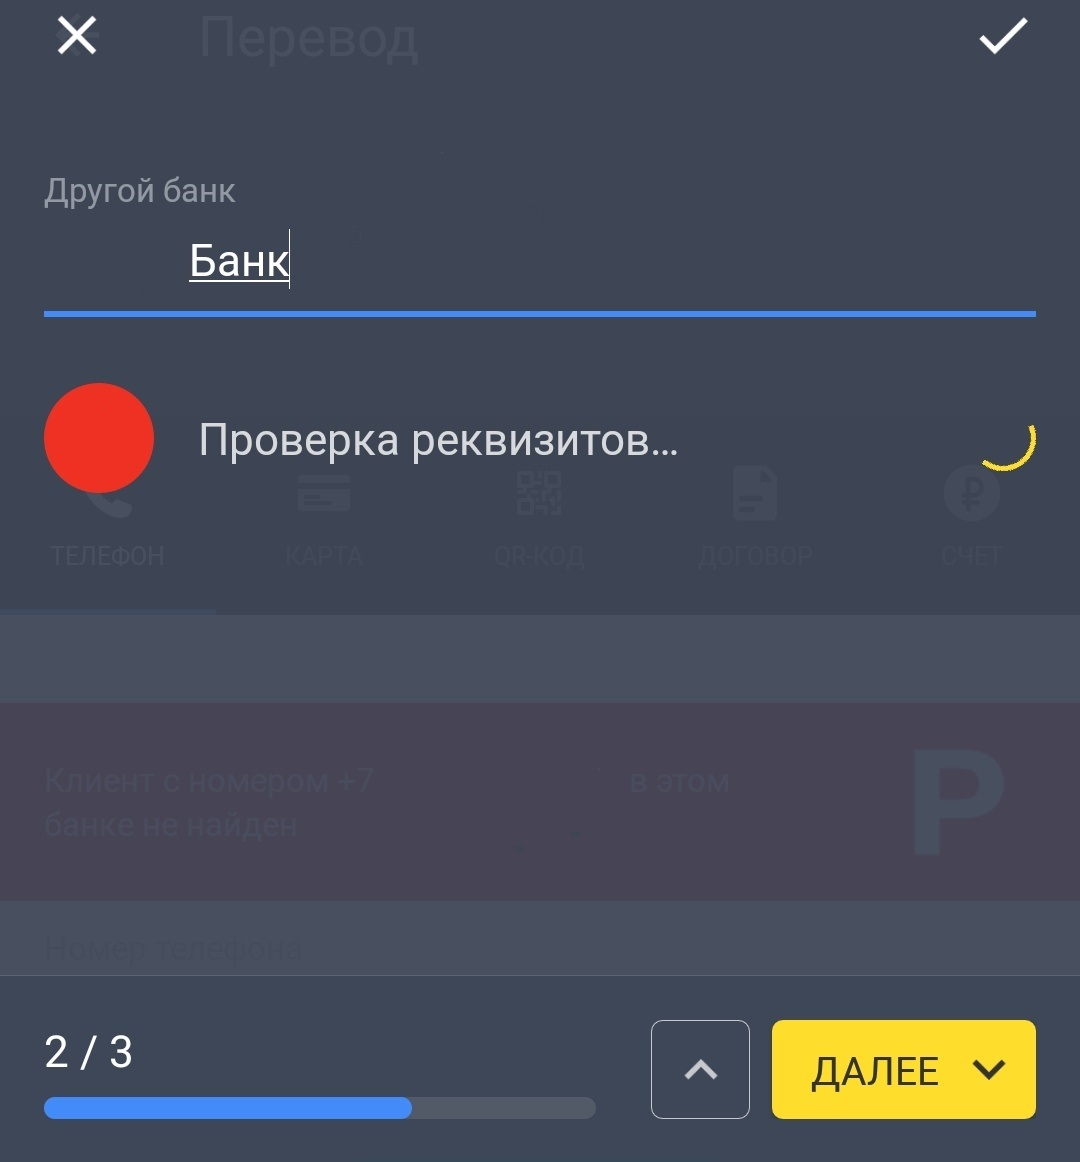 Перевод
Другой банк
Банк
Проверка реквизитов...
ТЕЛЕФОН КАРТА QR-КОД ДОГОВОР СЧЕТ
Клиент с номером +7 в этом
банке не найден
Р
Номер телефона
2 / 3
ДАЛЕЕ